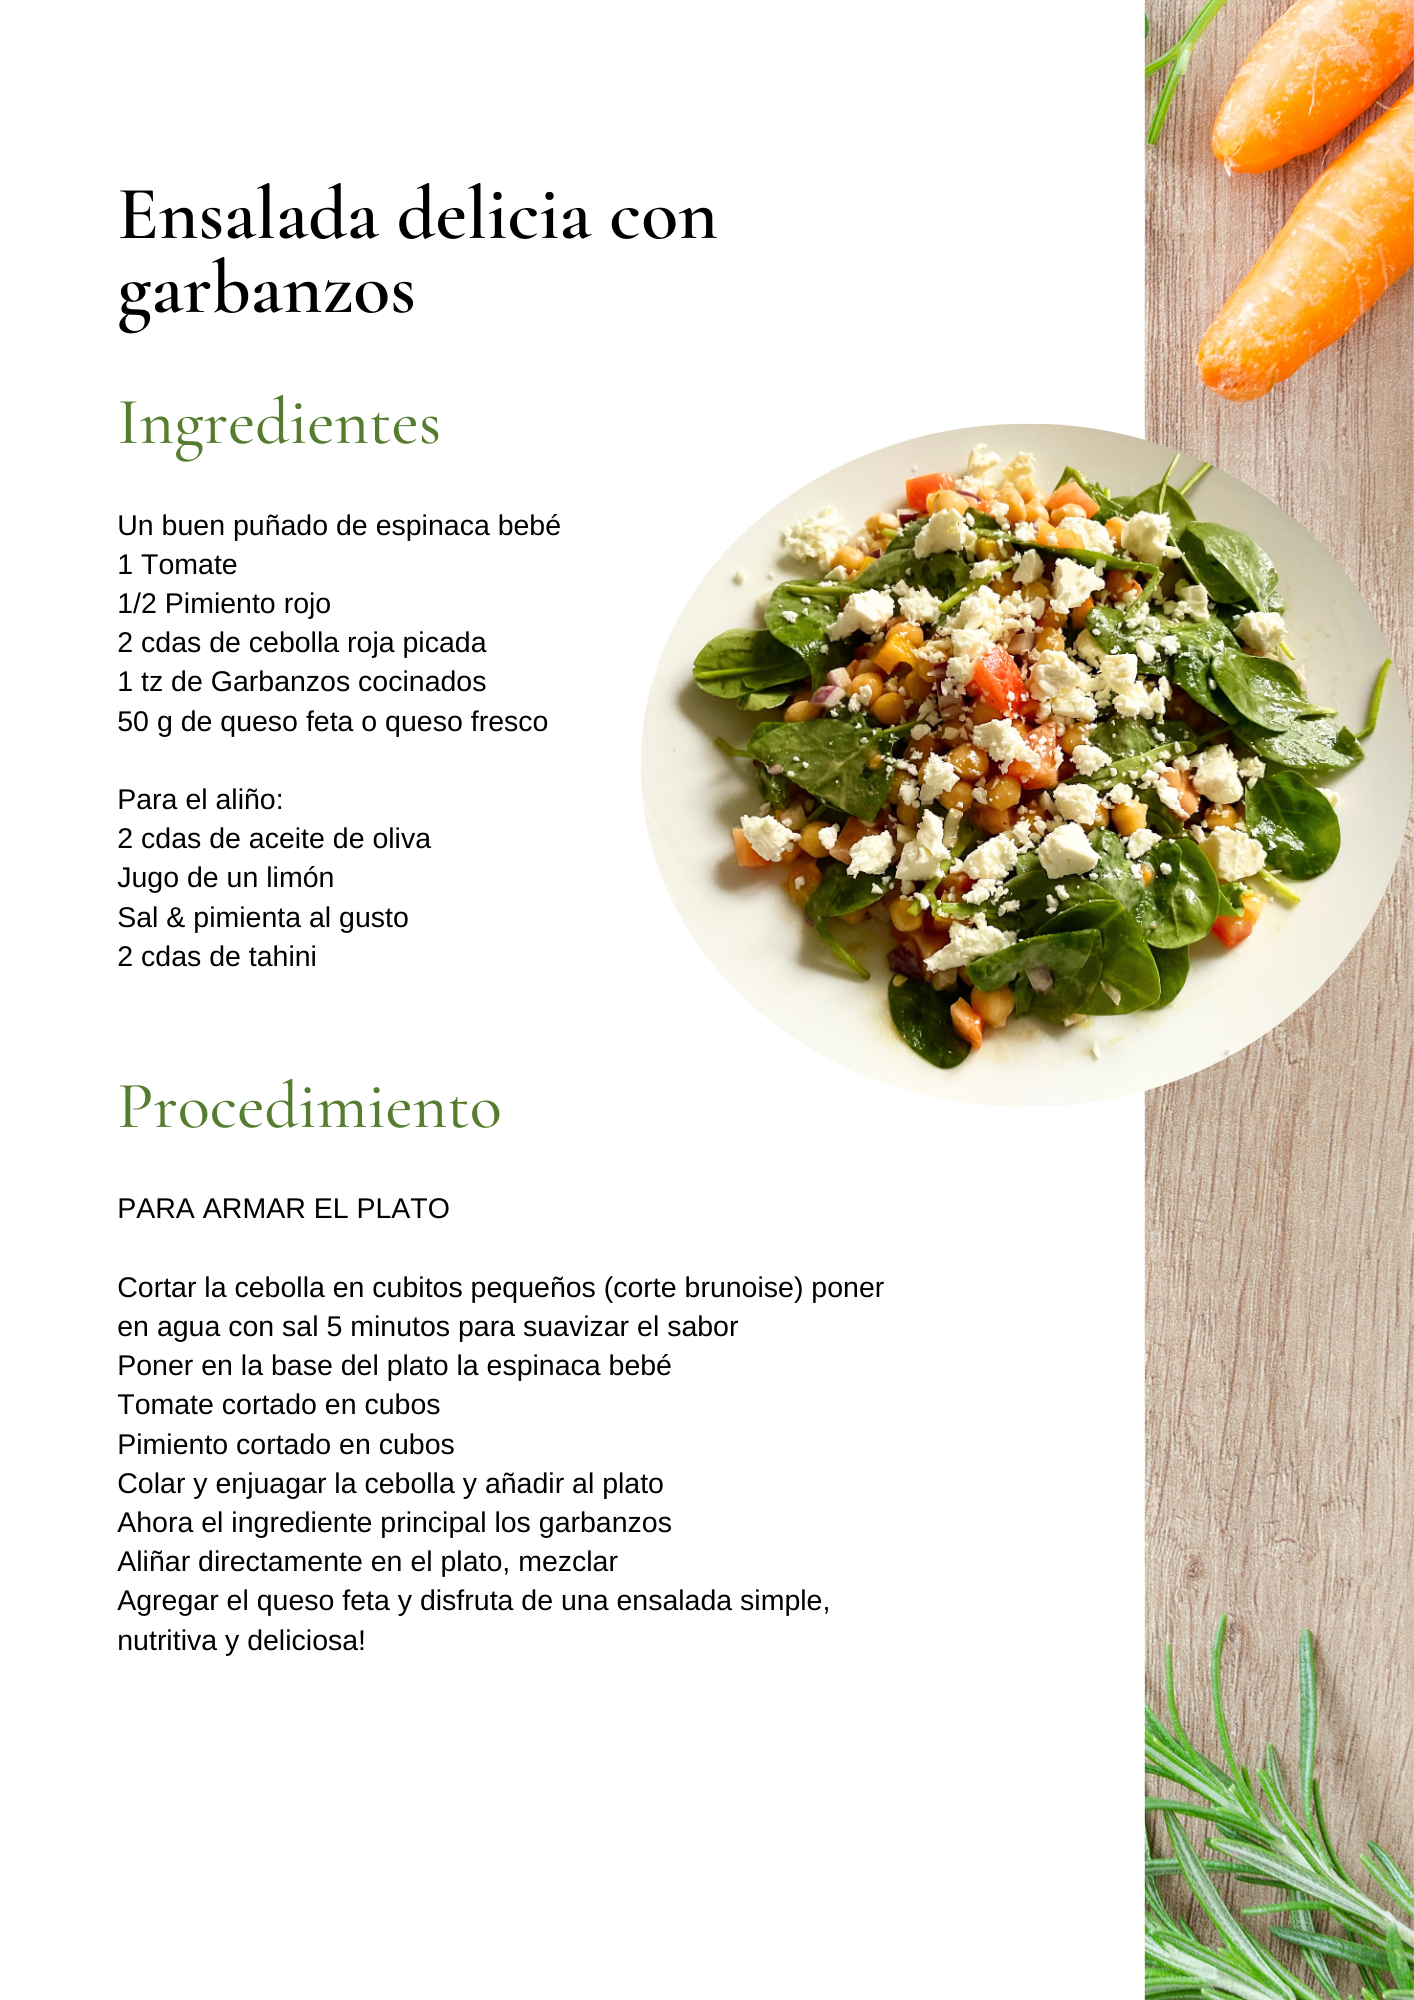 Ensalada delicia con
garbanzos
Ingredientes
Un buen puñado de espinaca bebé
1 Tomate
1/2 Pimiento rojo
2 cdas de cebolla roja picada
1 tz de Garbanzos cocinados
50 g de queso feta o queso fresco
Para el aliño:
2 cdas de aceite de oliva
Jugo de un limón
Sal & pimienta al gusto
2 cdas de tahini
Procedimiento
PARA ARMAR EL PLATO
Cortar la cebolla en cubitos pequeños (corte brunoise) poner
en agua con sal 5 minutos para suavizar el sabor
Poner en la base del plato la espinaca bebé
Tomate cortado en cubos
Pimiento cortado en cubos
Colar y enjuagar la cebolla y añadir al plato
Ahora el ingrediente principal los garbanzos
Aliñar directamente en el plato, mezclar
Agregar el queso feta y disfruta de una ensalada simple,
nutritiva y deliciosa!